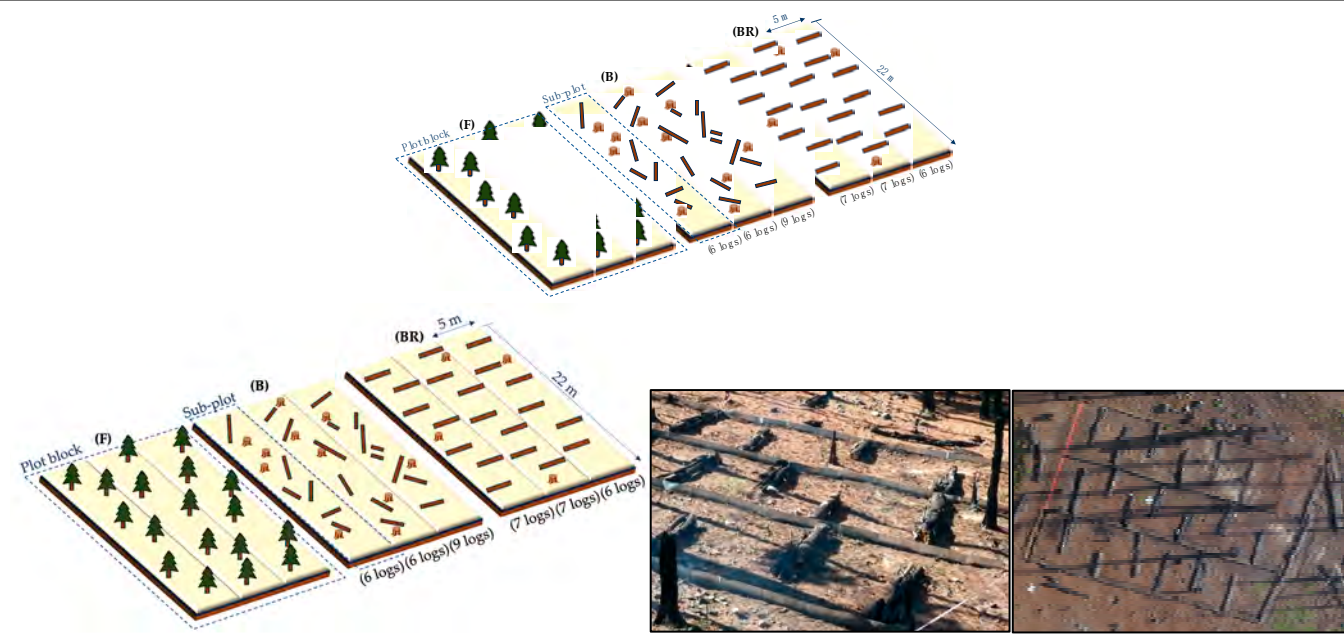 5 m
(BR)
22 m
(B)
Sub-plot
(F)
Plot block
(7 logs) (7 logs) (6 logs)
(6 logs) (6 logs) (9 logs)
5 m
(BR)
22 m
(B)
Sub-plot
(F)
Plot block
(7 logs) (7 logs) (6 logs)
(6 logs) (6 logs) (9 logs)